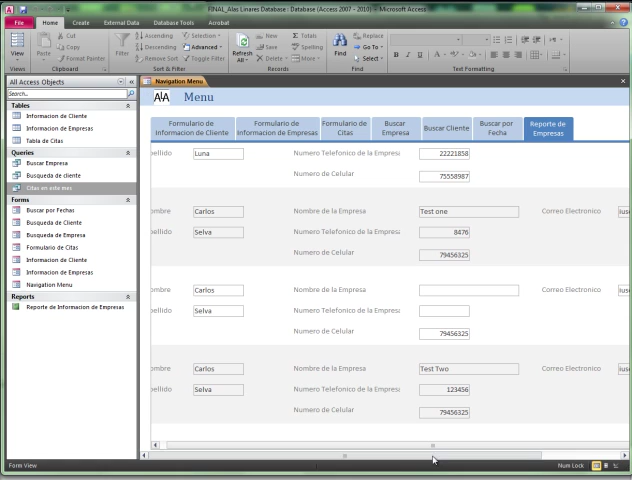 FINAL_Alas Linares Database : Database (Access 2007 - 2010) - Microsoft Access
File Home Create External Data Database Tools Acrobat
View
Views
Paste
Cut
Copy
Format Painter
Clipboard
Filter
Ascending
Descending
Remove Sort
Selection
Advanced
Toggle Filter
Sort & Filter
Refresh All
New
Save
Delete
Totals
Spelling
More
Records
Find
Replace
Go To
Select
Find
B I U A
Text Formatting
All Access Objects
Search...
Tables
Informacion de Cliente
Informacion de Empresas
Tabla de Citas
Queries
Buscar Empresa
Busqueda de cliente
Citas en este mes
Forms
Buscar por Fechas
Busqueda de Cliente
Busqueda de Empresa
Formulario de Citas
Informacion de Cliente
Informacion de Empresas
Navigation Menu
Reports
Reporte de Informacion de Empresas
Navigation Menu
AIA Menu
Formulario de Informacion de Cliente
Formulario de Informacion de Empresas
Formulario de Citas
Buscar Empresa
Buscar Cliente
Buscar por Fecha
Reporte de Empresas
pellido Luna Numero Telefonico de la Empresa 22221858
Numero de Celular 75558987
ombre Carlos Nombre de la Empresa Test one Correo Electronico iuse
pellido Selva Numero Telefonico de la Empresa 8476
Numero de Celular 79456325
ombre Carlos Nombre de la Empresa Correo Electronico iuse
pellido Selva Numero Telefonico de la Empresa
Numero de Celular 79456325
ombre Carlos Nombre de la Empresa Test Two Correo Electronico iuse
pellido Selva Numero Telefonico de la Empresa 123456
Numero de Celular 79456325
Form View Num Lock